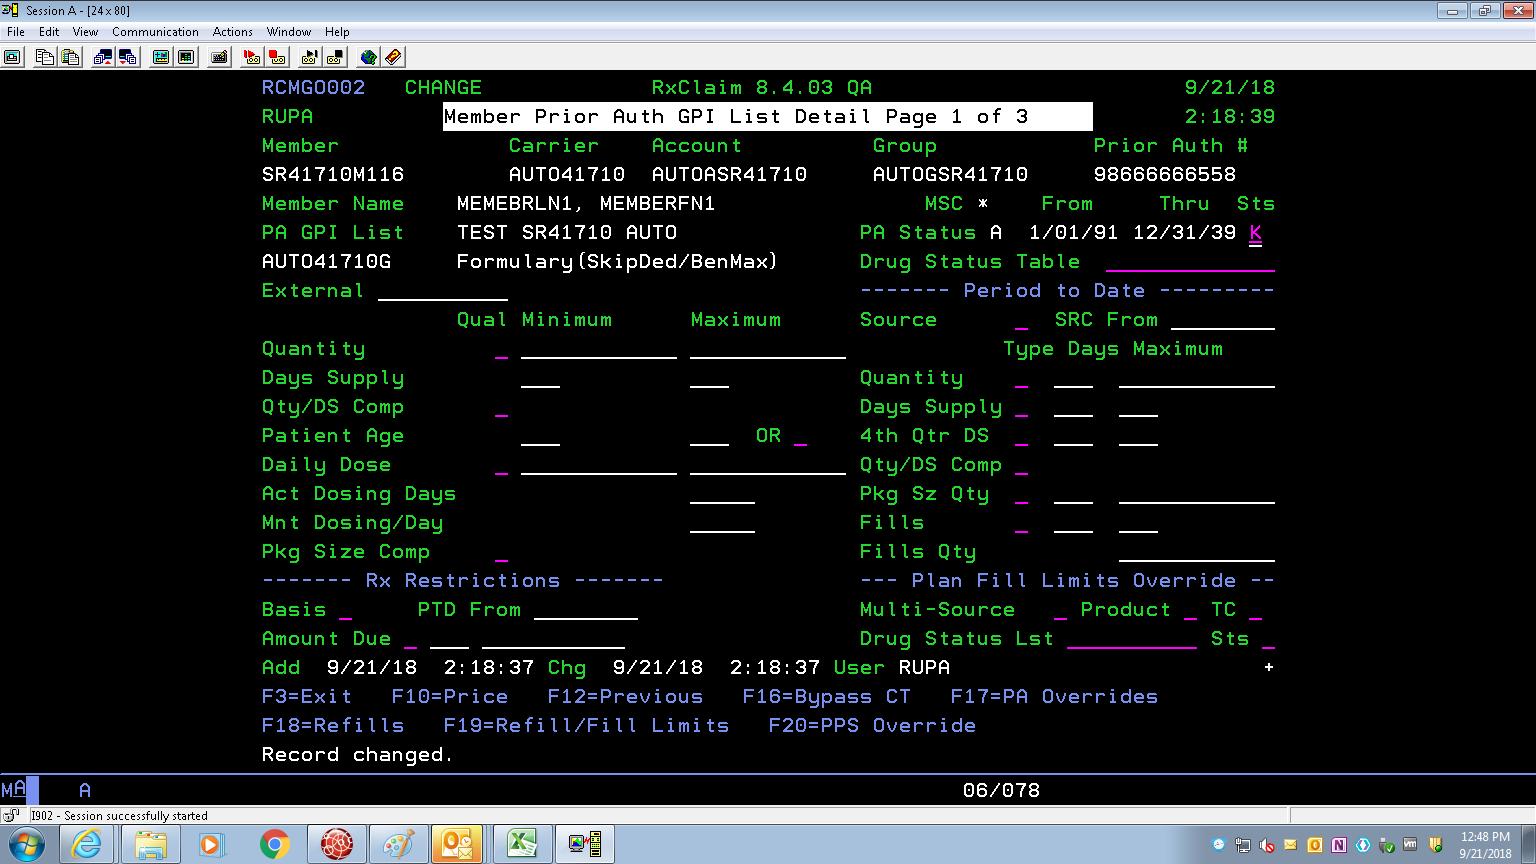 Session A - [24 x 80]
File Edit View Communication Actions Window Help
RCMGO002 CHANGE RxClaim 8.4.03 QA 9/21/18
RUPA Member Prior Auth GPI List Detail Page 1 of 3 2:18:39
Member Carrier Account Group Prior Auth #
SR41710M116 AUTO41710 AUTOASR41710 AUTOGSR41710 98666666558
Member Name MEMEBRLN1, MEMBERFN1 MSC * From Thru Sts
PA GPI List TEST SR41710 AUTO PA Status A 1/01/91 12/31/39 K
AUTO41710G Formulary(SkipDed/BenMax) Drug Status Table
External ------- Period to Date ---------
Qual Minimum Maximum Source _ SRC From
Quantity _ Type Days Maximum
Days Supply Quantity _
Qty/DS Comp _ Days Supply _
Patient Age OR _ 4th Qtr DS _
Daily Dose _ Qty/DS Comp _
Act Dosing Days Pkg Sz Qty _
Mnt Dosing/Day Fills _
Pkg Size Comp _ Fills Qty
------- Rx Restrictions ------- --- Plan Fill Limits Override --
Basis _ PTD From Multi-Source _ Product _ TC _
Amount Due _ Drug Status Lst Sts _
Add 9/21/18 2:18:37 Chg 9/21/18 2:18:37 User RUPA +
F3=Exit F10=Price F12=Previous F16=Bypass CT F17=PA Overrides
F18=Refills F19=Refill/Fill Limits F20=PPS Override
Record changed.
MA A 06/078
I902 - Session successfully started
12:48 PM
9/21/2018